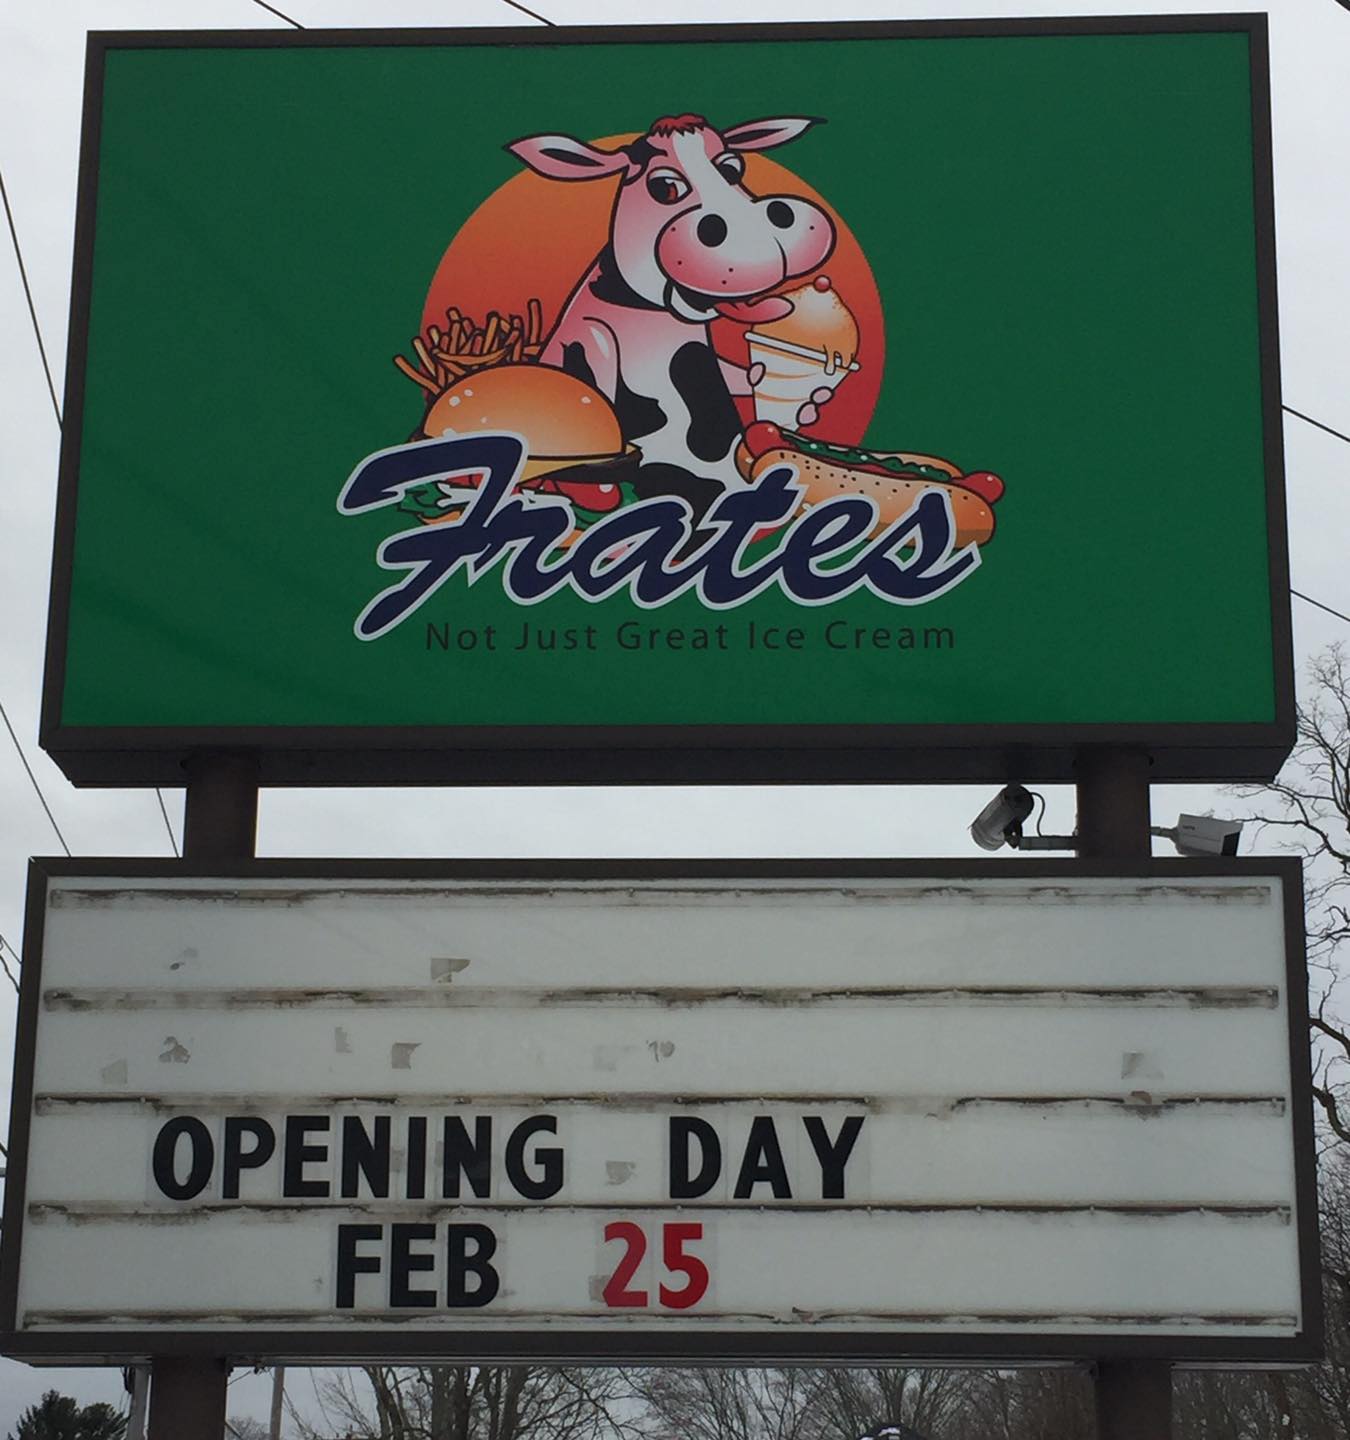 Frates
Not Just Great Ice Cream
OPENING DAY
FEB 25